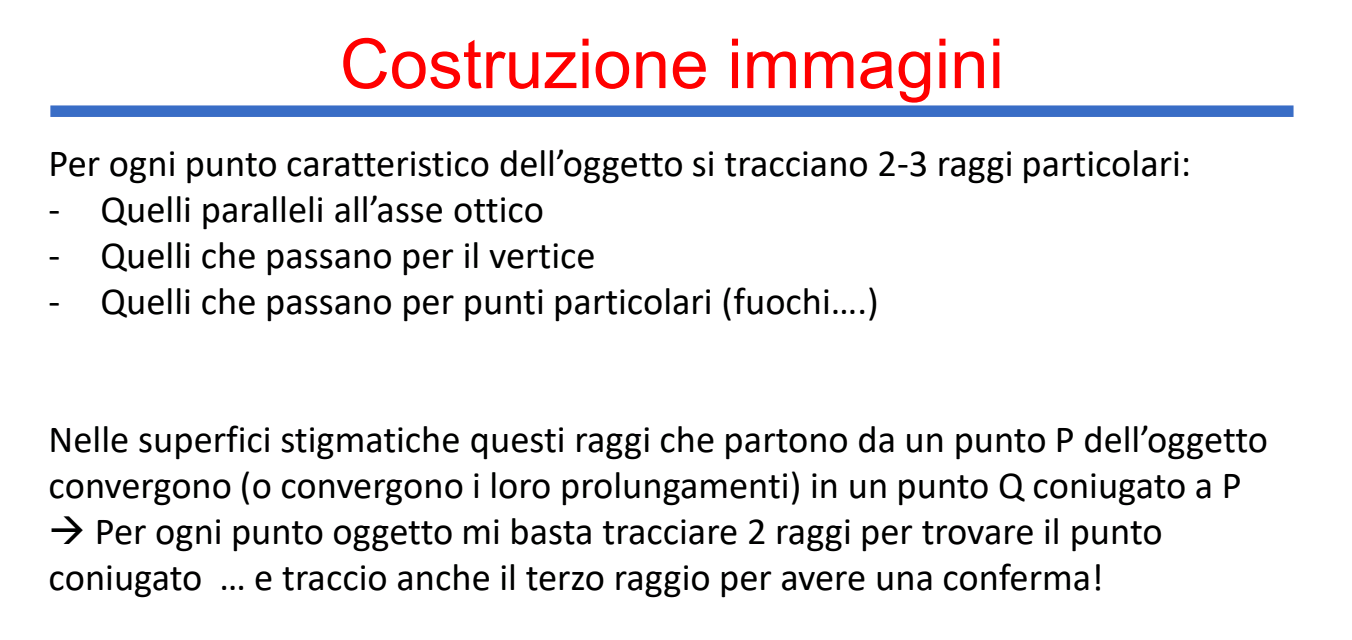 Costruzione immagini
Per ogni punto caratteristico dell’oggetto si tracciano 2-3 raggi particolari:
- Quelli paralleli all’asse ottico
- Quelli che passano per il vertice
- Quelli che passano per punti particolari (fuochi….)
Nelle superfici stigmatiche questi raggi che partono da un punto P dell’oggetto
convergono (o convergono i loro prolungamenti) in un punto Q coniugato a P
→ Per ogni punto oggetto mi basta tracciare 2 raggi per trovare il punto
coniugato … e traccio anche il terzo raggio per avere una conferma!